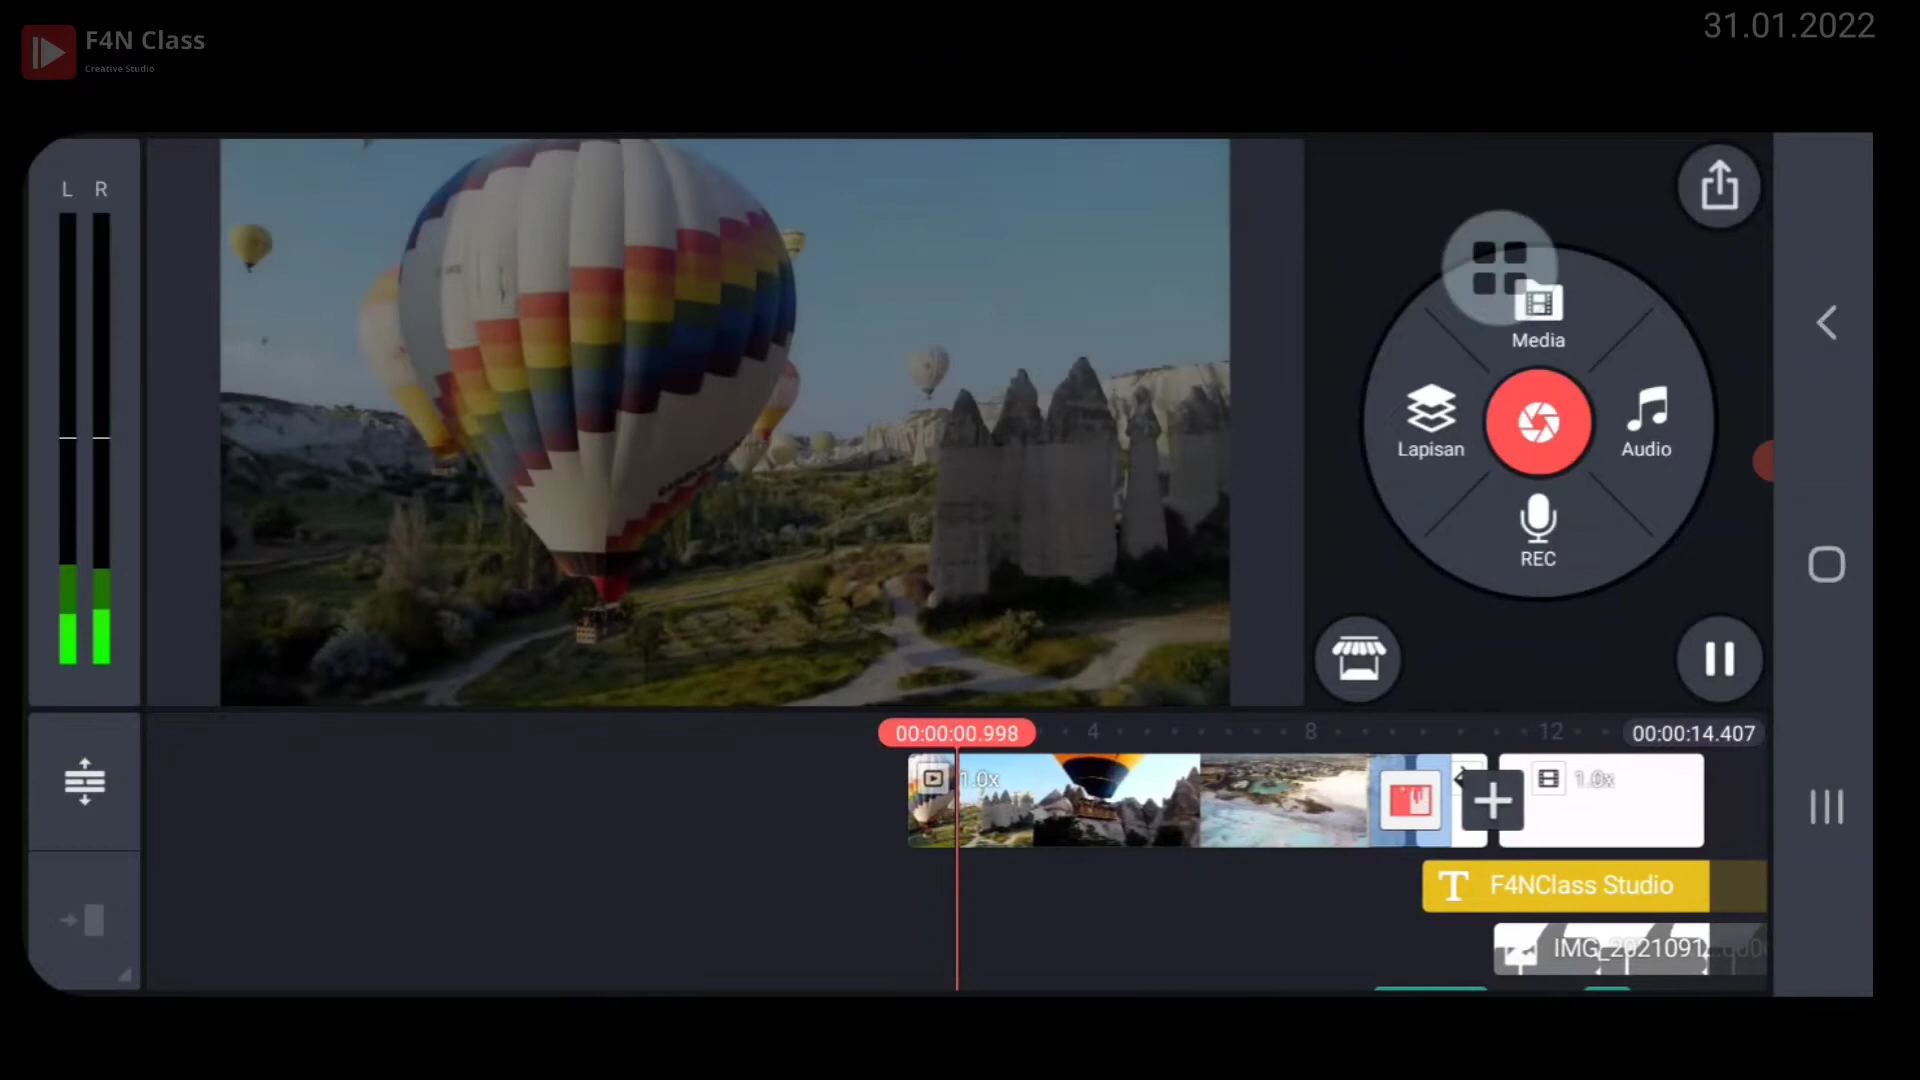 F4N Class
Creative Studio
31.01.2022
L R
Media
Lapisan
Audio
REC
00:00:00.998
4
8
12
00:00:14.407
1.0x
1.0x
F4NClass Studio